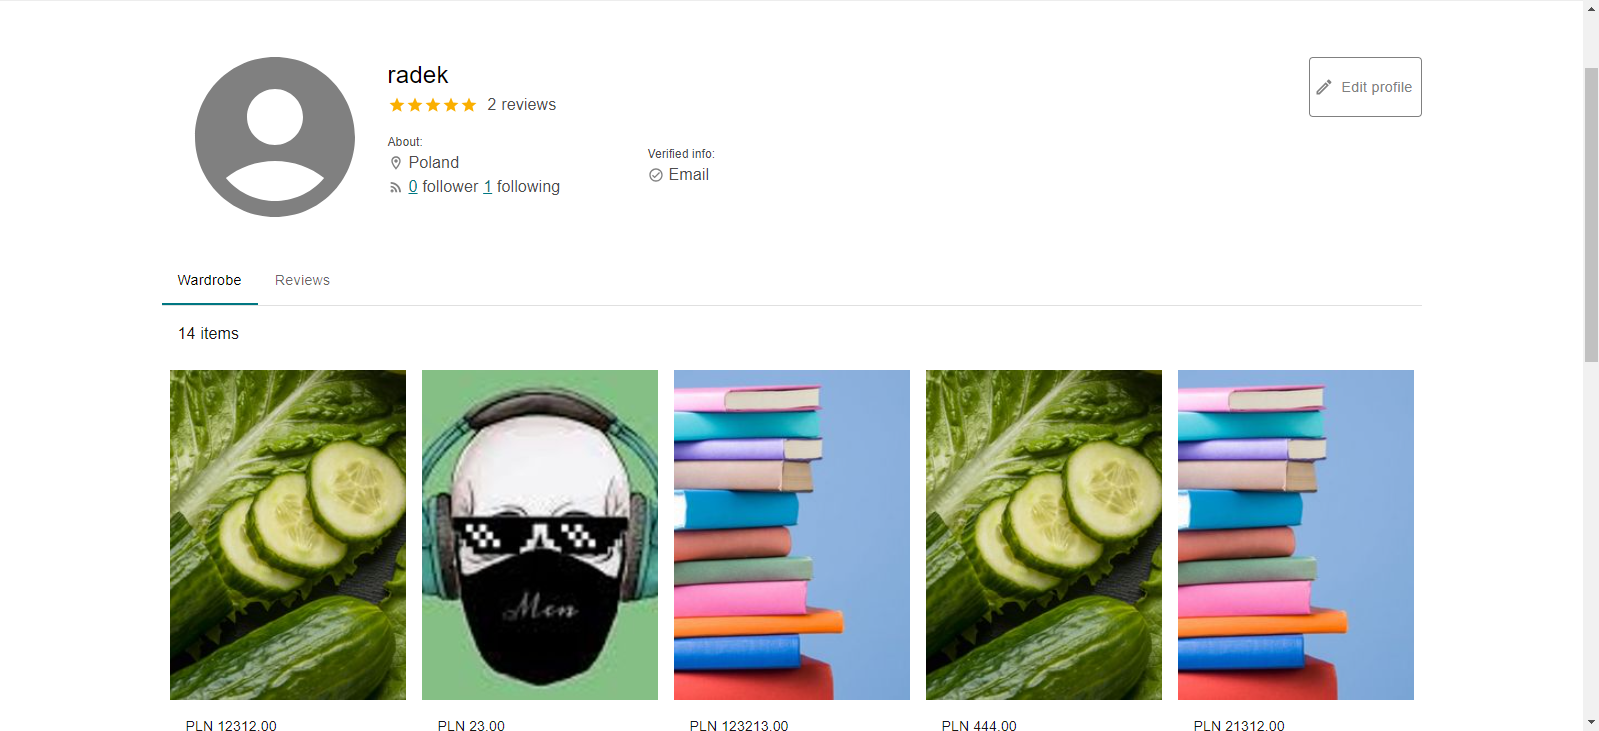 radek
2 reviews
Edit profile
About:
Poland
0 follower 1 following
Verified info:
Email
Wardrobe
Reviews
14 items
Men
PLN 12312.00
PLN 23.00
PLN 123213.00
PLN 444.00
PLN 21312.00